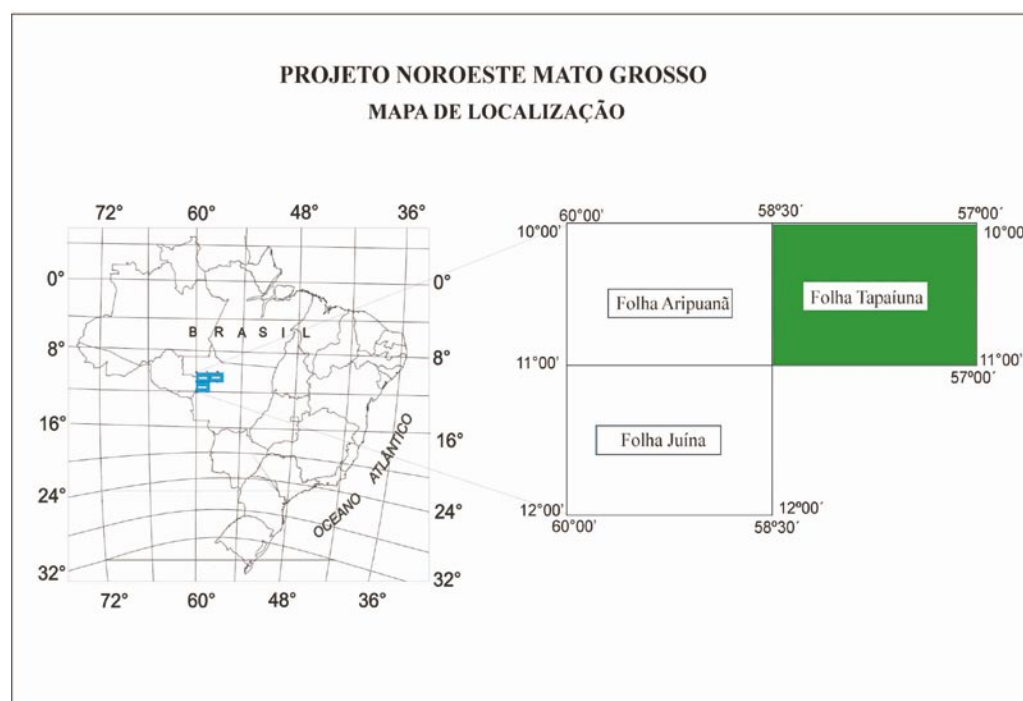 PROJETO NOROESTE MATO GROSSO
MAPA DE LOCALIZAÇÃO
72° 60° 48° 36°
0° 0°
B R A S I L
8° 8°
16° 16°
24° 24°
32° 32°
OCEANO ATLÂNTICO
72° 60° 48° 36°
60°00' 58°30' 57°00'
10°00' 10°00'
Folha Aripuanã
Folha Tapaíuna
11°00' 11°00'
57°00'
Folha Juína
12°00' 12°00'
60°00' 58°30'